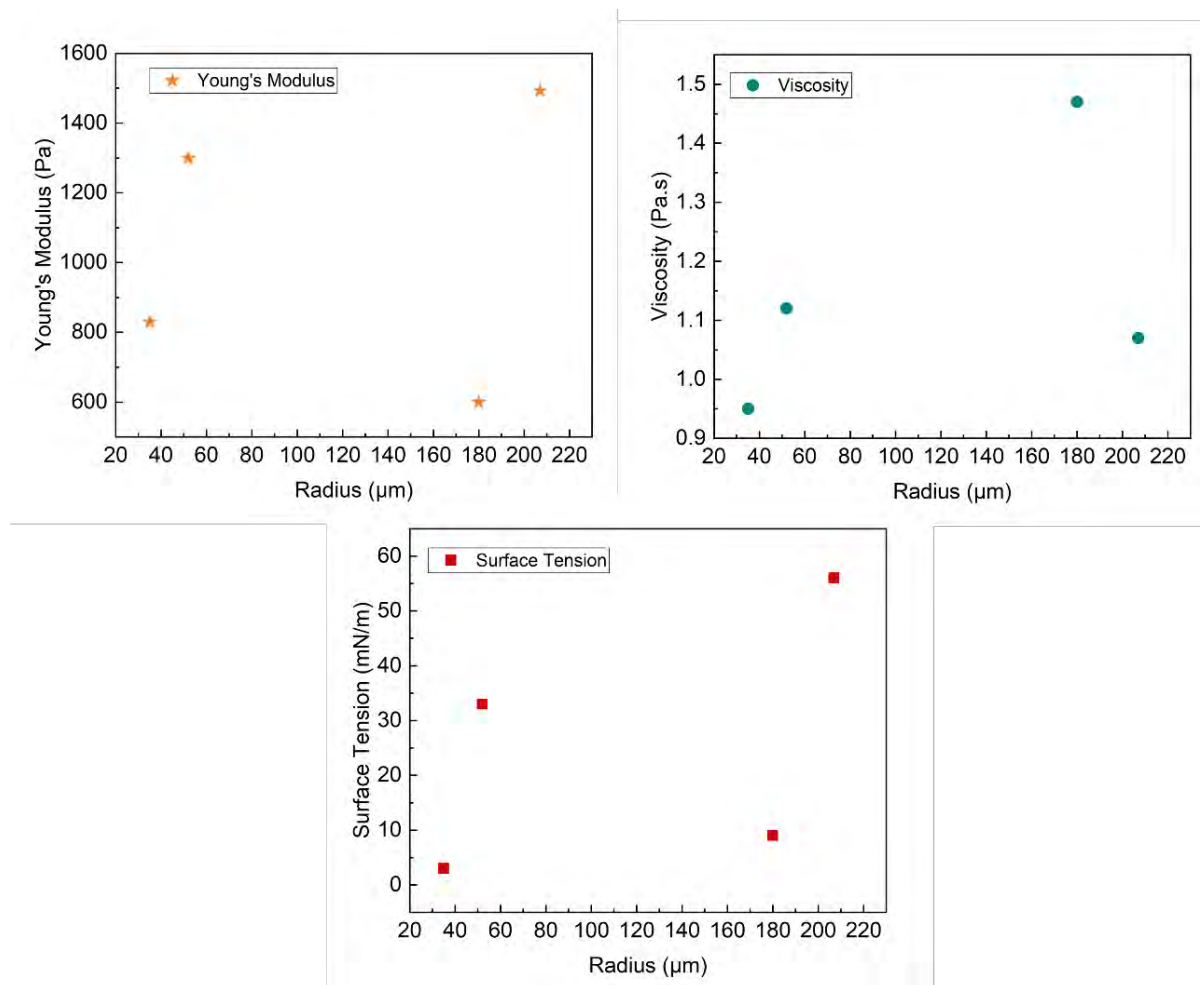 Young's Modulus
1600
1400
1200
1000
800
600
Young's Modulus (Pa)
20 40 60 80 100 120 140 160 180 200 220
Radius (µm)
Viscosity
1.5
1.4
1.3
1.2
1.1
1.0
0.9
Viscosity (Pa.s)
20 40 60 80 100 120 140 160 180 200 220
Radius (µm)
Surface Tension
60
50
40
30
20
10
0
Surface Tension (mN/m)
20 40 60 80 100 120 140 160 180 200 220
Radius (µm)